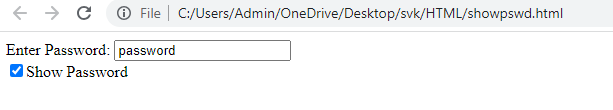 File | C:/Users/Admin/OneDrive/Desktop/svk/HTML/showpswd.html
Enter Password: password
Show Password